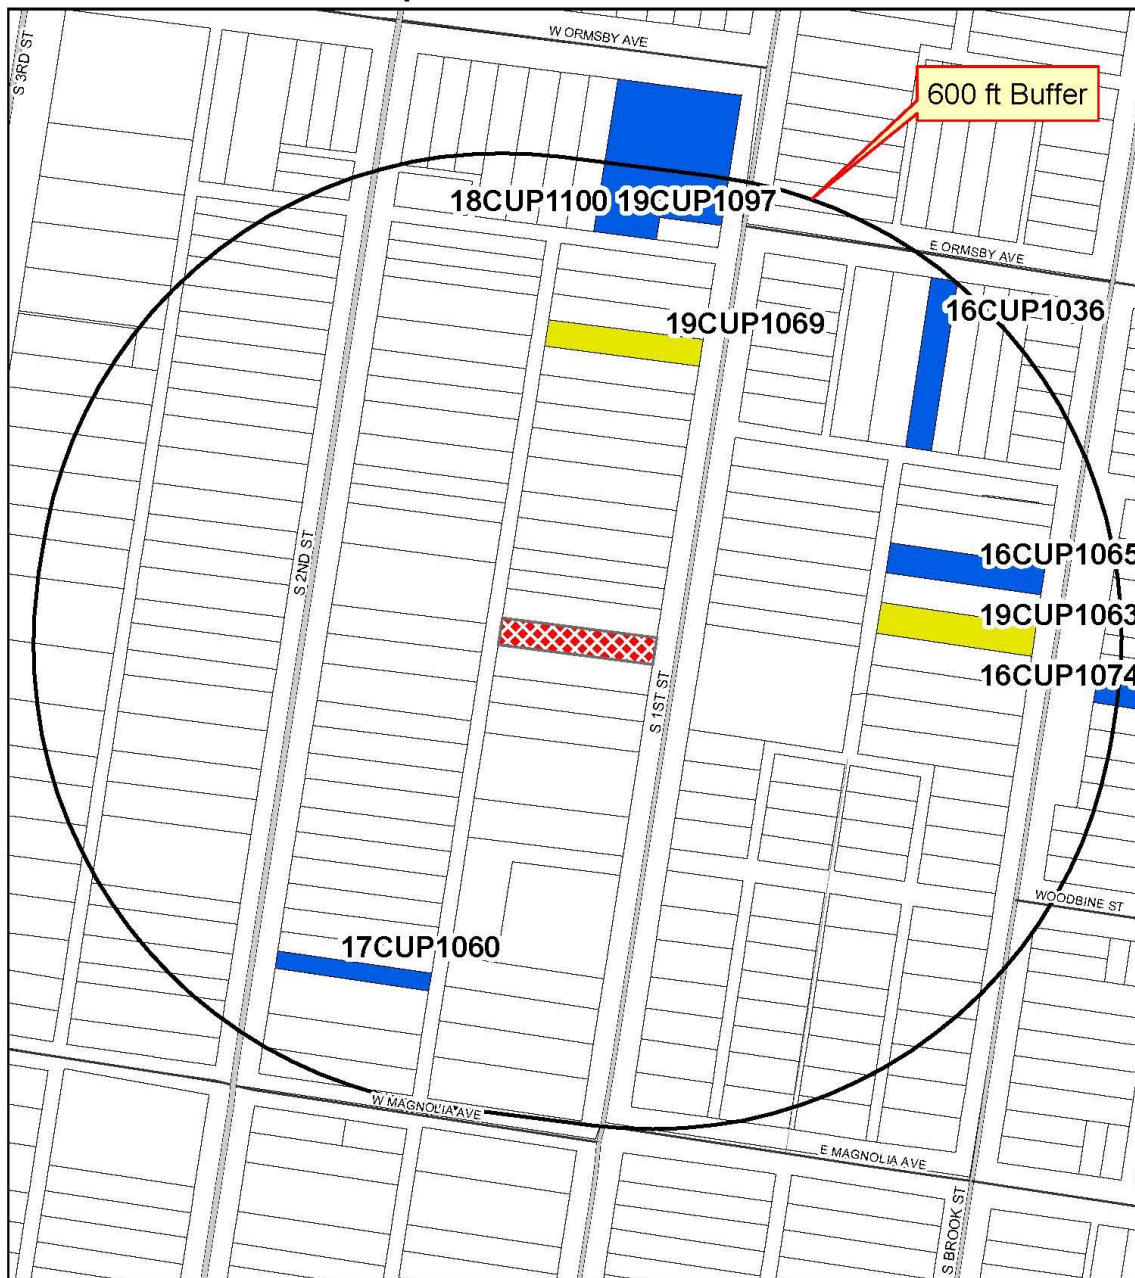 W ORMSBY AVE
S 3RD ST
600 ft Buffer
18CUP1100 19CUP1097
E ORMSBY AVE
16CUP1036
19CUP1069
S 2ND ST
16CUP1065
19CUP1063
16CUP1074
S 1ST ST
WOODBINE ST
17CUP1060
W MAGNOLIA AVE
E MAGNOLIA AVE
S BROOK ST